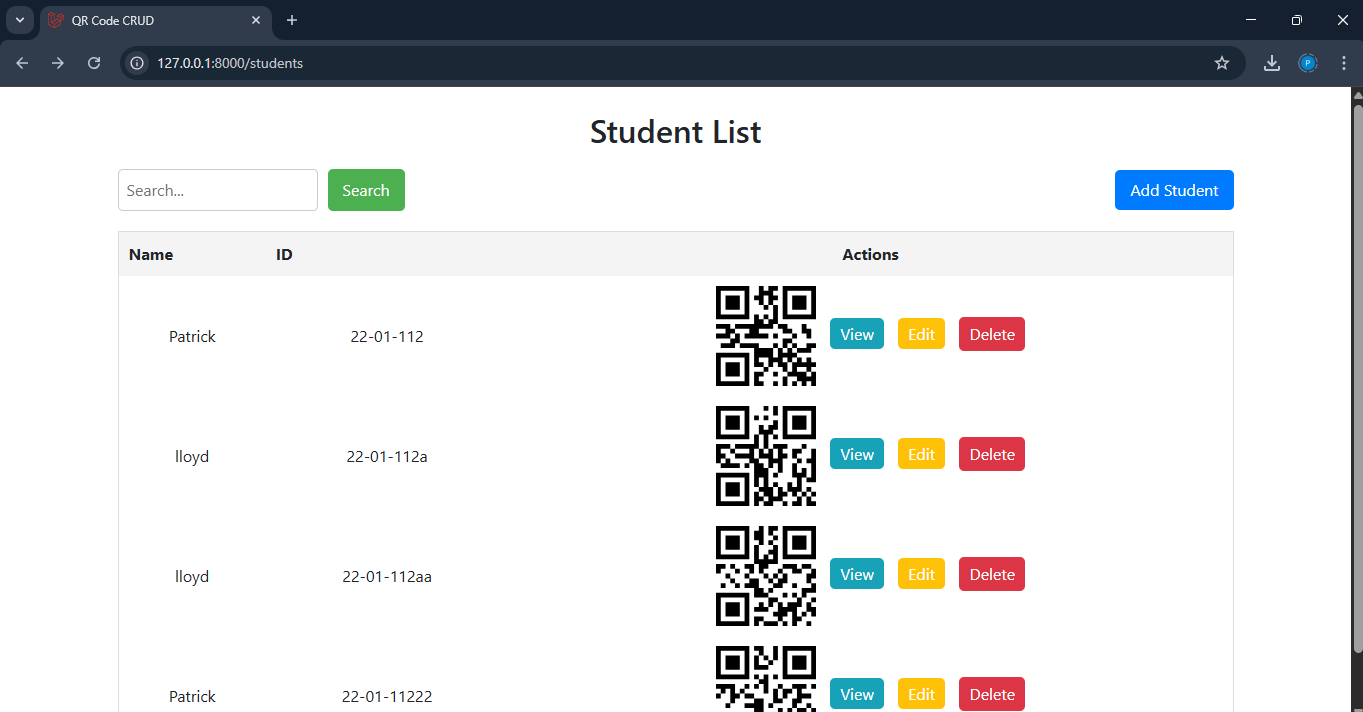 QR Code CRUD
127.0.0.1:8000/students
P
Student List
Search... Search Add Student
Name ID Actions
Patrick 22-01-112 View Edit Delete
lloyd 22-01-112a View Edit Delete
lloyd 22-01-112aa View Edit Delete
Patrick 22-01-11222 View Edit Delete